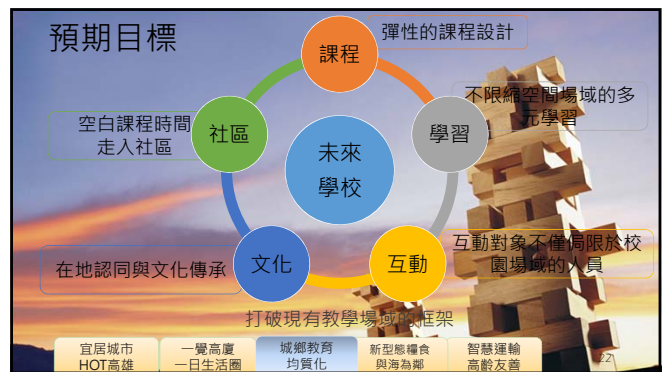 預期目標
彈性的課程設計
課程
不限縮空間場域的多
元學習
學習
空白課程時間
走入社區
社區
未來
學校
互動對象不僅侷限於校
園場域的人員
互動
在地認同與文化傳承
文化
打破現有教學場域的框架
宜居城市
HOT高雄
一覺高廈
一日生活圈
城鄉教育
均質化
新型態糧食
與海為鄰
智慧運輸
高齡友善
22